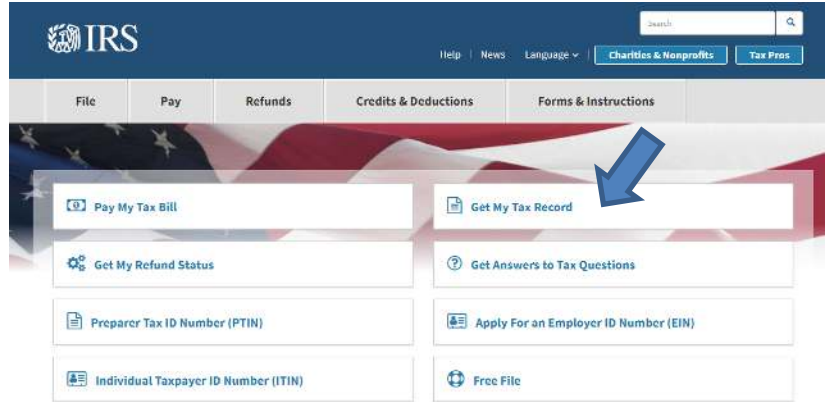 Search
IRS
Help | News Language Charities & Nonprofits Tax Pros
File Pay Refunds Credits & Deductions Forms & Instructions
Pay My Tax Bill Get My Tax Record
Get My Refund Status Get Answers to Tax Questions
Preparer Tax ID Number (PTIN) Apply For an Employer ID Number (EIN)
Individual Taxpayer ID Number (ITIN) Free File